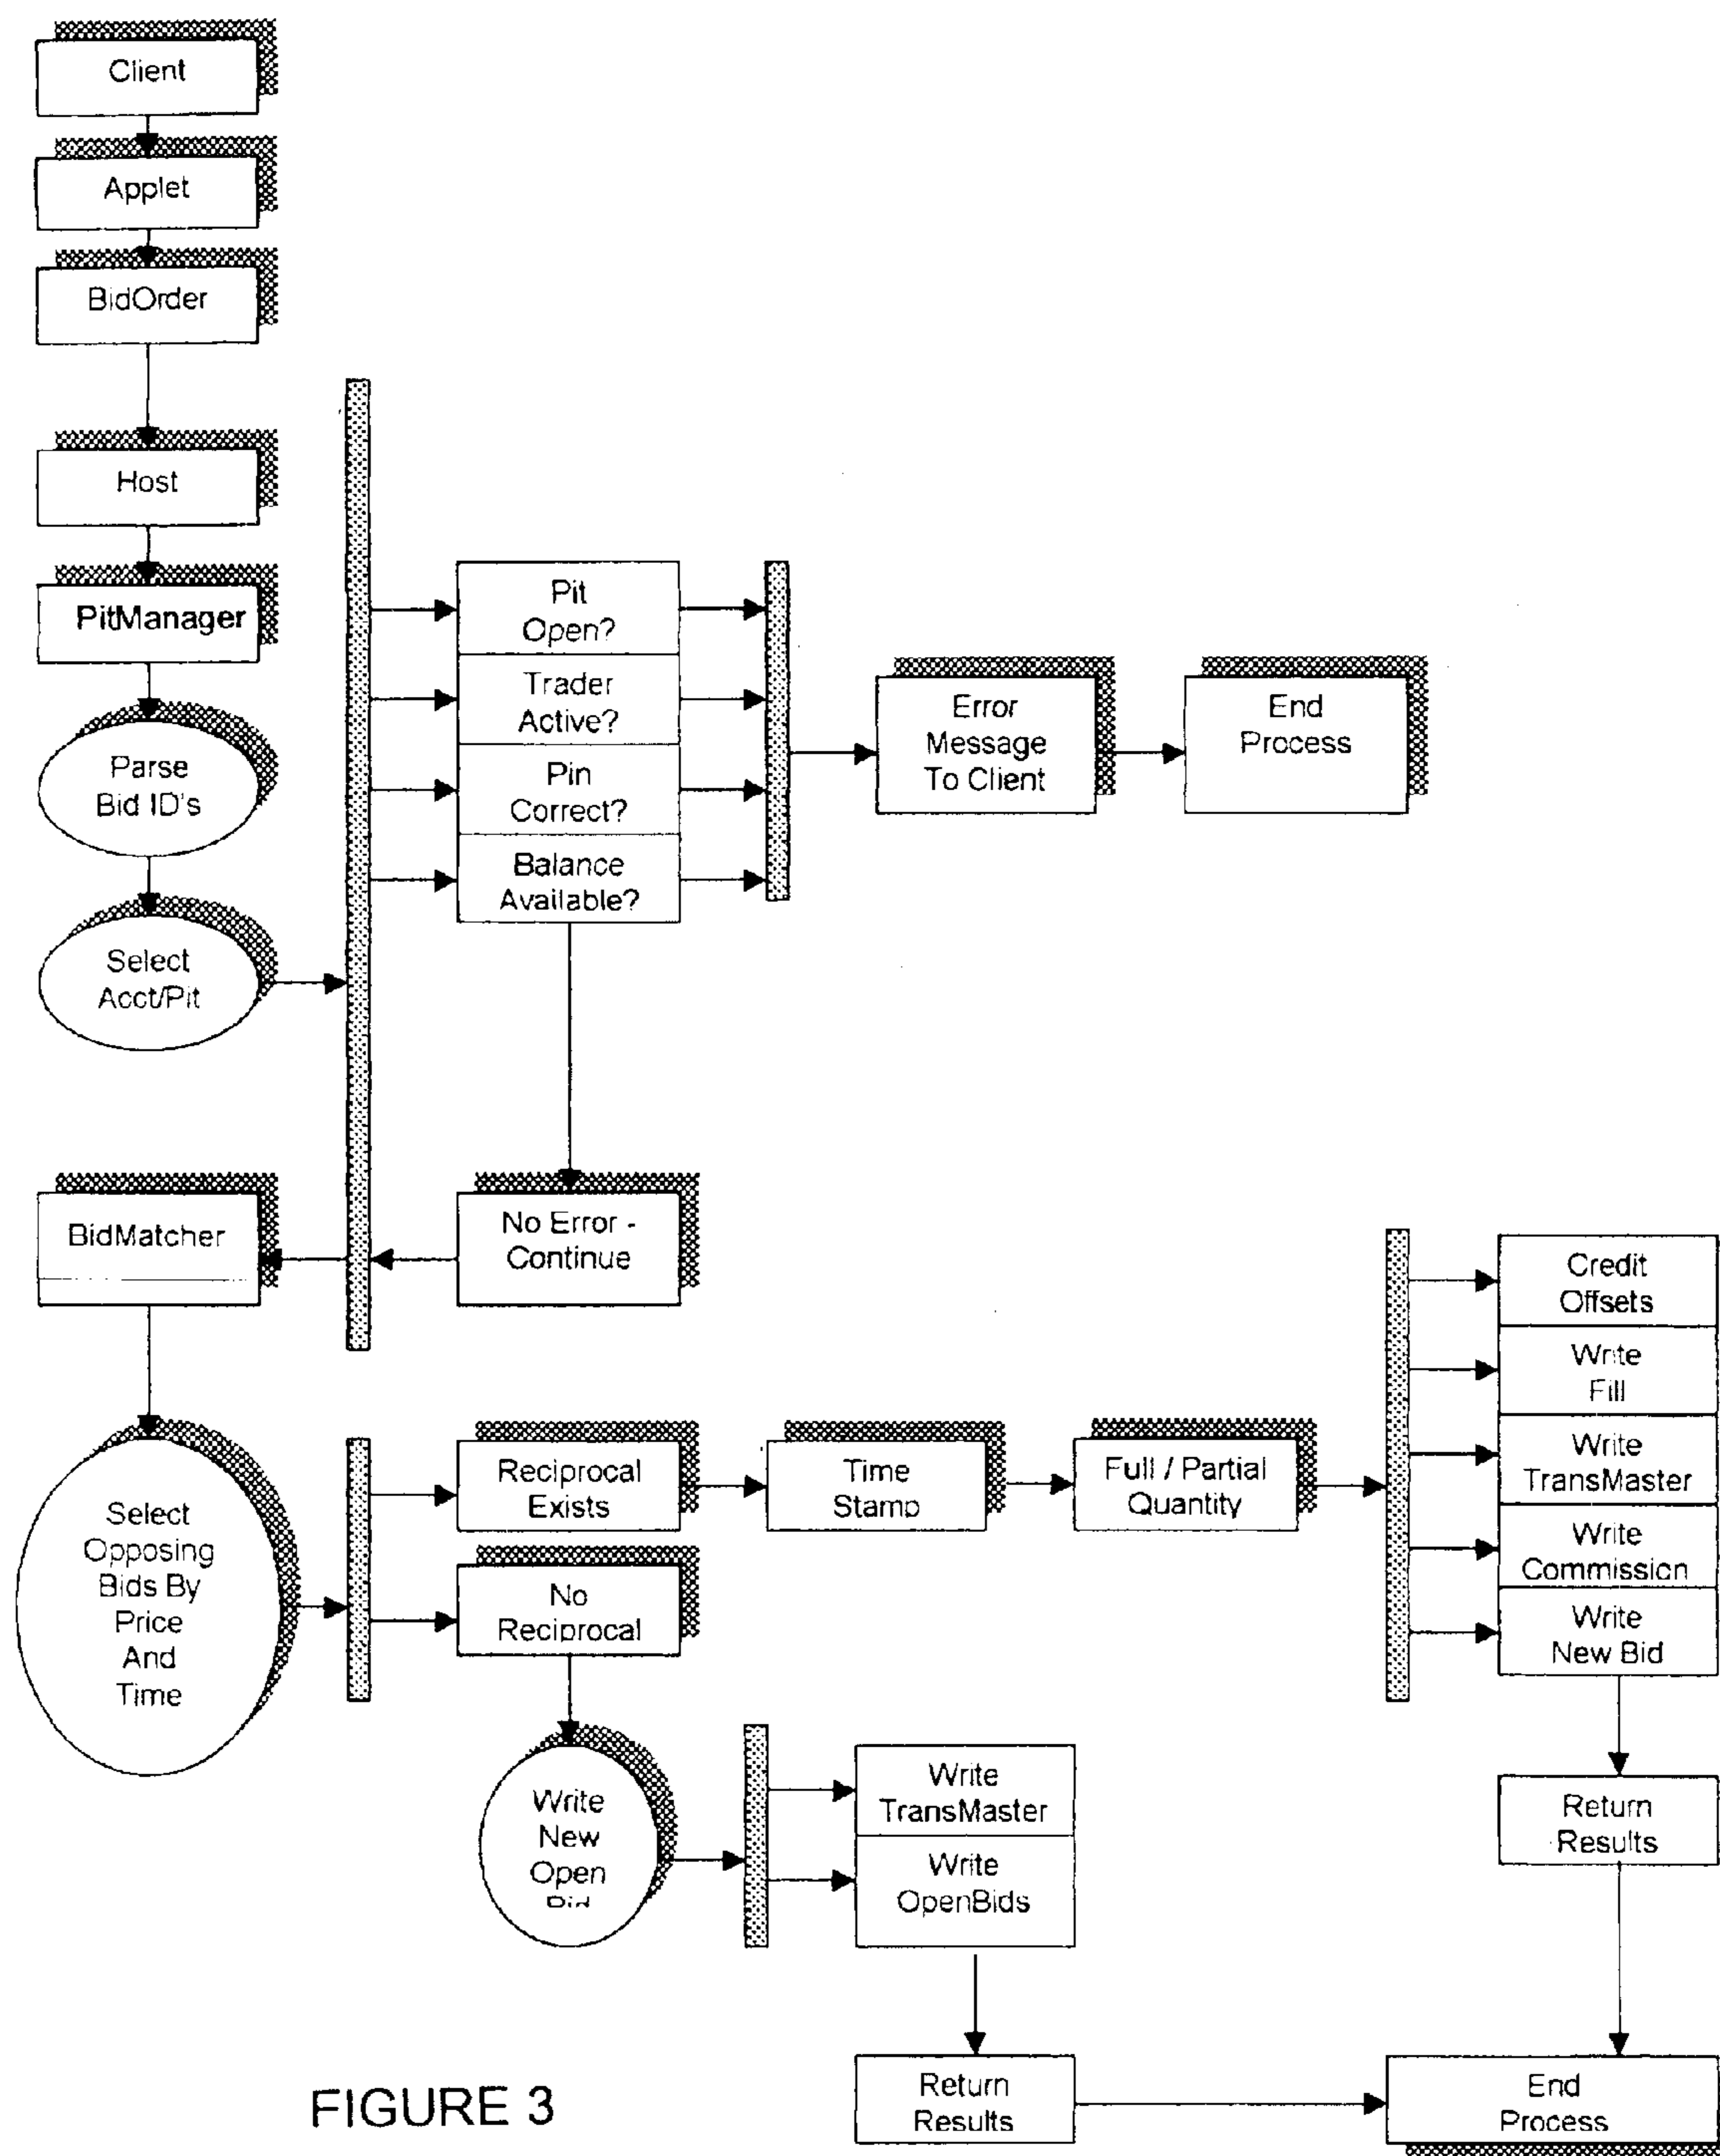 Client
Applet
BidOrder
Host
PitManager
Parse
Bid ID's
Select
Acct/Pit
Pit
Open?
Trader
Active?
Pin
Correct?
Balance
Available?
Error
Message
To Client
End
Process
No Error -
Continue
BidMatcher
Select
Opposing
Bids By
Price
And
Time
Reciprocal
Exists
Time
Stamp
Full / Partial
Quantity
Credit
Offsets
Write
Fill
Write
TransMaster
Write
Commission
Write
New Bid
No
Reciprocal
Write
New
Open
Bid
Write
TransMaster
Write
OpenBids
Return
Results
Return
Results
End
Process
FIGURE 3